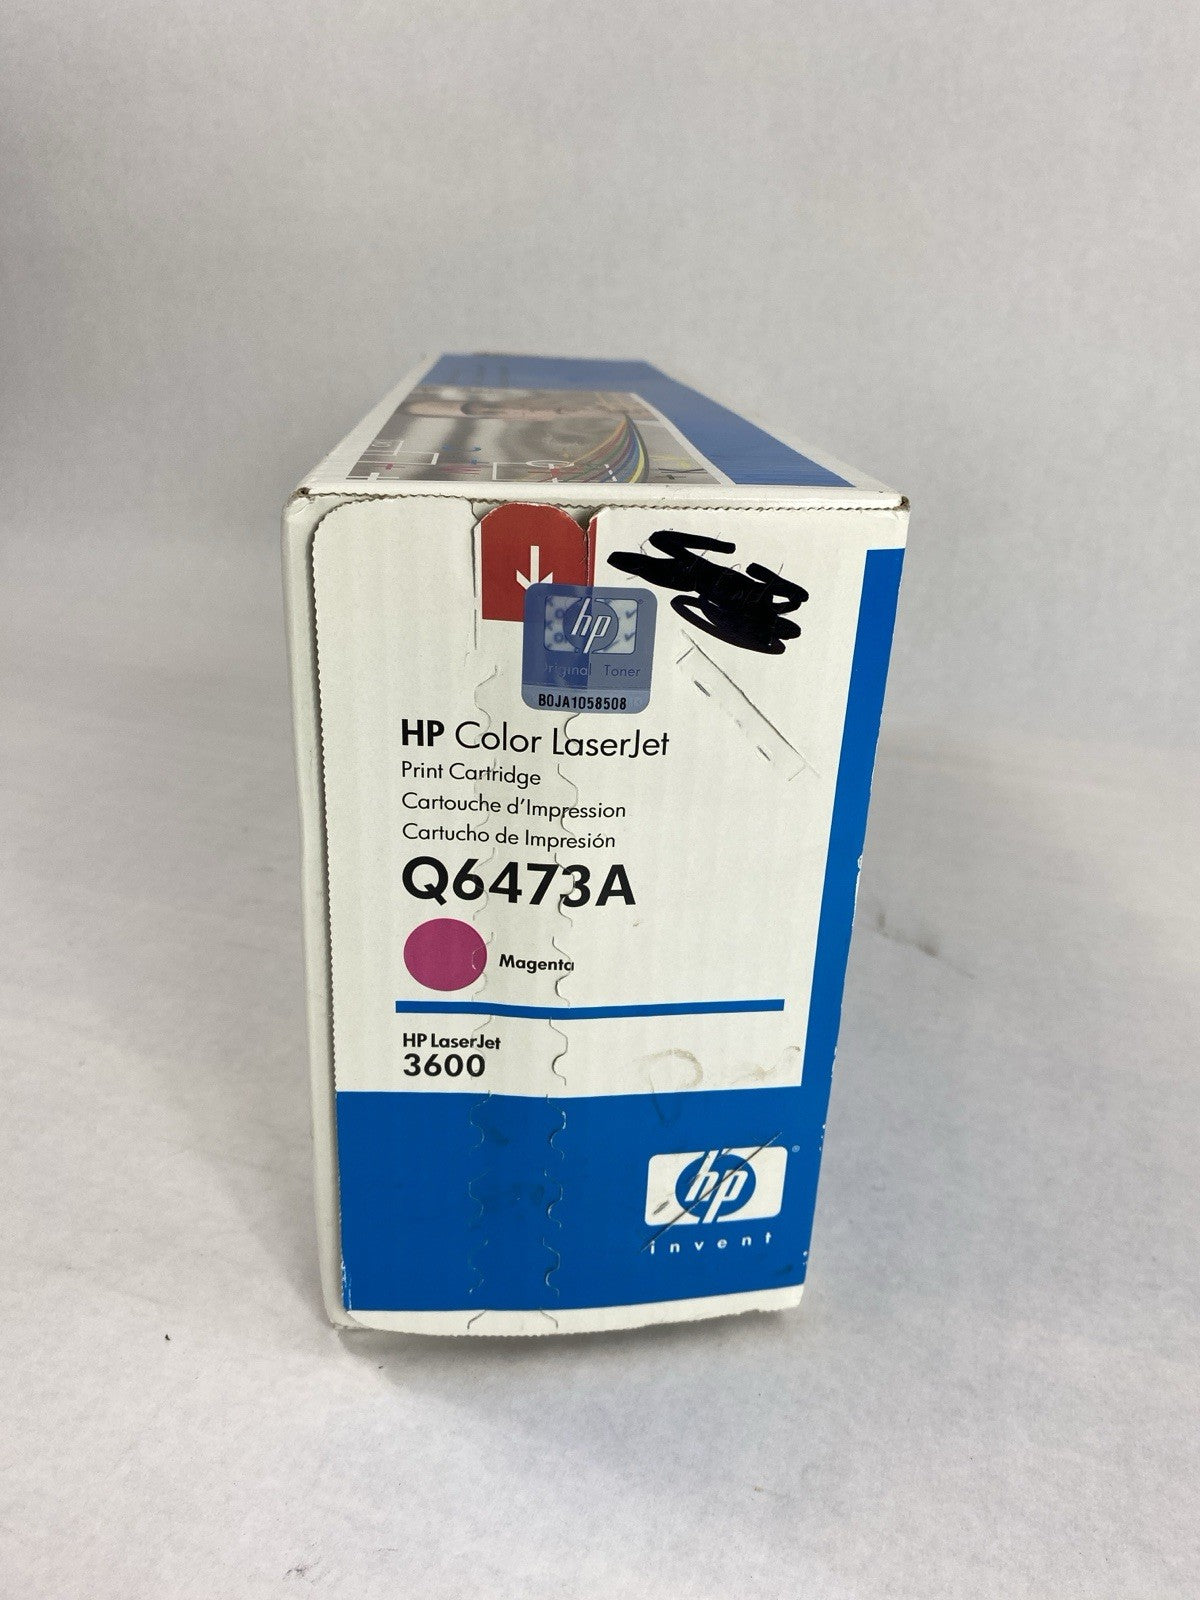 hp
Original Toner
B0JA1058508
HP Color LaserJet
Print Cartridge
Cartouche d'Impression
Cartucho de Impresión
Q6473A
Magenta
HP LaserJet
3600
hp®
invent